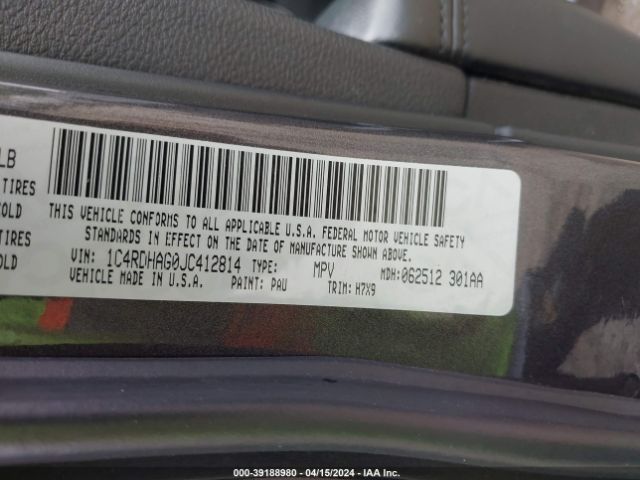 LB
TIRES
OLD
TIRES
OLD
THIS VEHICLE CONFORMS TO ALL APPLICABLE U.S.A. FEDERAL MOTOR VEHICLE SAFETY
STANDARDS IN EFFECT ON THE DATE OF MANUFACTURE SHOWN ABOVE.
VIN: 1C4RDHAG0JC412814 TYPE: MPV MDH:062512 301AA
VEHICLE MADE IN U.S.A. PAINT: PAU TRIM: H7X9
000-39188980 - 04/15/2024 - IAA Inc.